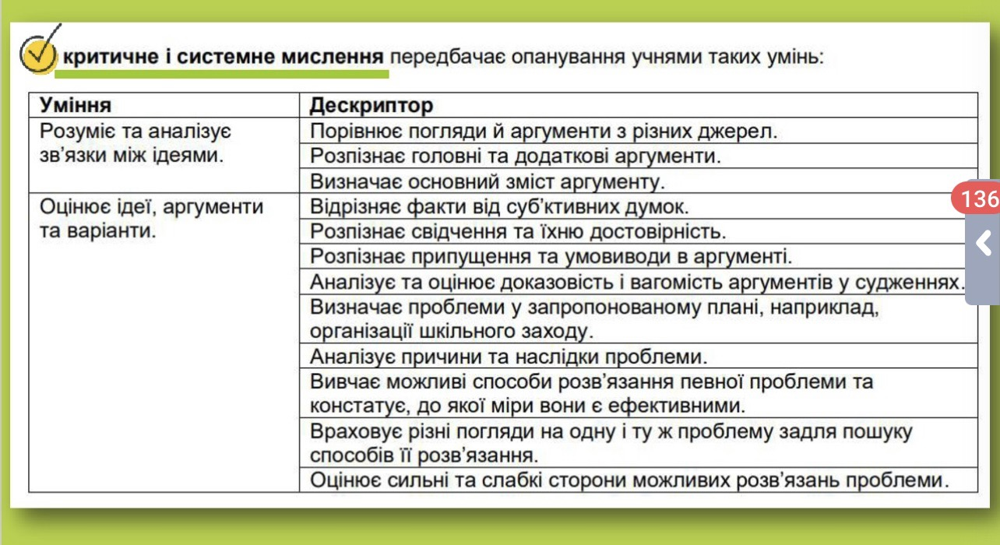 критичне і системне мислення передбачає опанування учнями таких умінь:
Уміння
Дескриптор
Розуміє та аналізує
зв’язки між ідеями.
Порівнює погляди й аргументи з різних джерел.
Розпізнає головні та додаткові аргументи.
Визначає основний зміст аргументу.
Оцінює ідеї, аргументи
та варіанти.
Відрізняє факти від суб’ктивних думок.
Розпізнає свідчення та їхню достовірність.
Розпізнає припущення та умовиводи в аргументі.
Аналізує та оцінює доказовість і вагомість аргументів у судженнях.
Визначає проблеми у запропонованому плані, наприклад,
організації шкільного заходу.
Аналізує причини та наслідки проблеми.
Вивчає можливі способи розв’язання певної проблеми та
констатує, до якої міри вони є ефективними.
Враховує різні погляди на одну і ту ж проблему задля пошуку
способів її розв’язання.
Оцінює сильні та слабкі сторони можливих розв’язань проблеми.
136